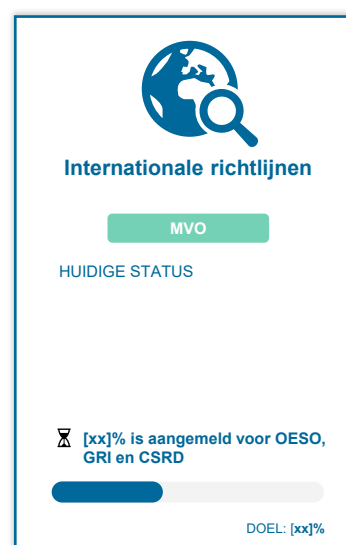 Internationale richtlijnen
MVO
HUIDIGE STATUS
[xx]% is aangemeld voor OESO,
GRI en CSRD
DOEL: [xx]%